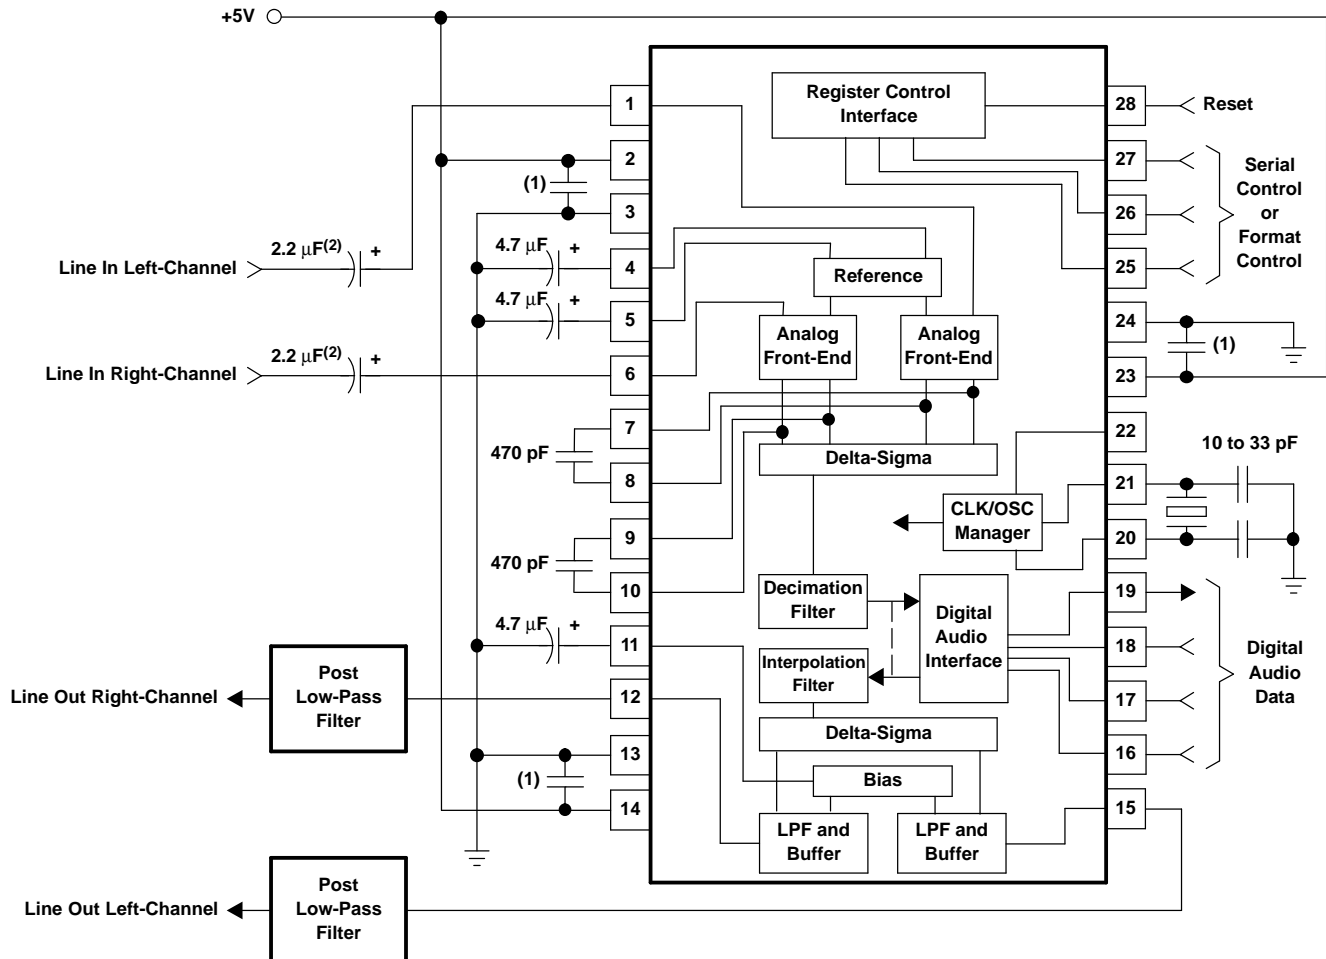 +5V
1
2
(1)
3
2.2 μF(2)
+
Line In Left-Channel
4.7 μF
+
4
4.7 μF
+
5
2.2 μF(2)
+
Line In Right-Channel
6
7
470 pF
8
9
470 pF
10
4.7 μF
+
11
Post
Low-Pass
Filter
Line Out Right-Channel
12
13
(1)
14
Post
Low-Pass
Filter
Line Out Left-Channel
Register Control
Interface
Reference
Analog
Front-End
Analog
Front-End
Delta-Sigma
CLK/OSC
Manager
Decimation
Filter
Digital
Audio
Interface
Interpolation
Filter
Delta-Sigma
Bias
LPF and
Buffer
LPF and
Buffer
28
Reset
27
26
25
Serial
Control
or
Format
Control
24
(1)
23
22
10 to 33 pF
21
20
19
18
17
16
Digital
Audio
Data
15